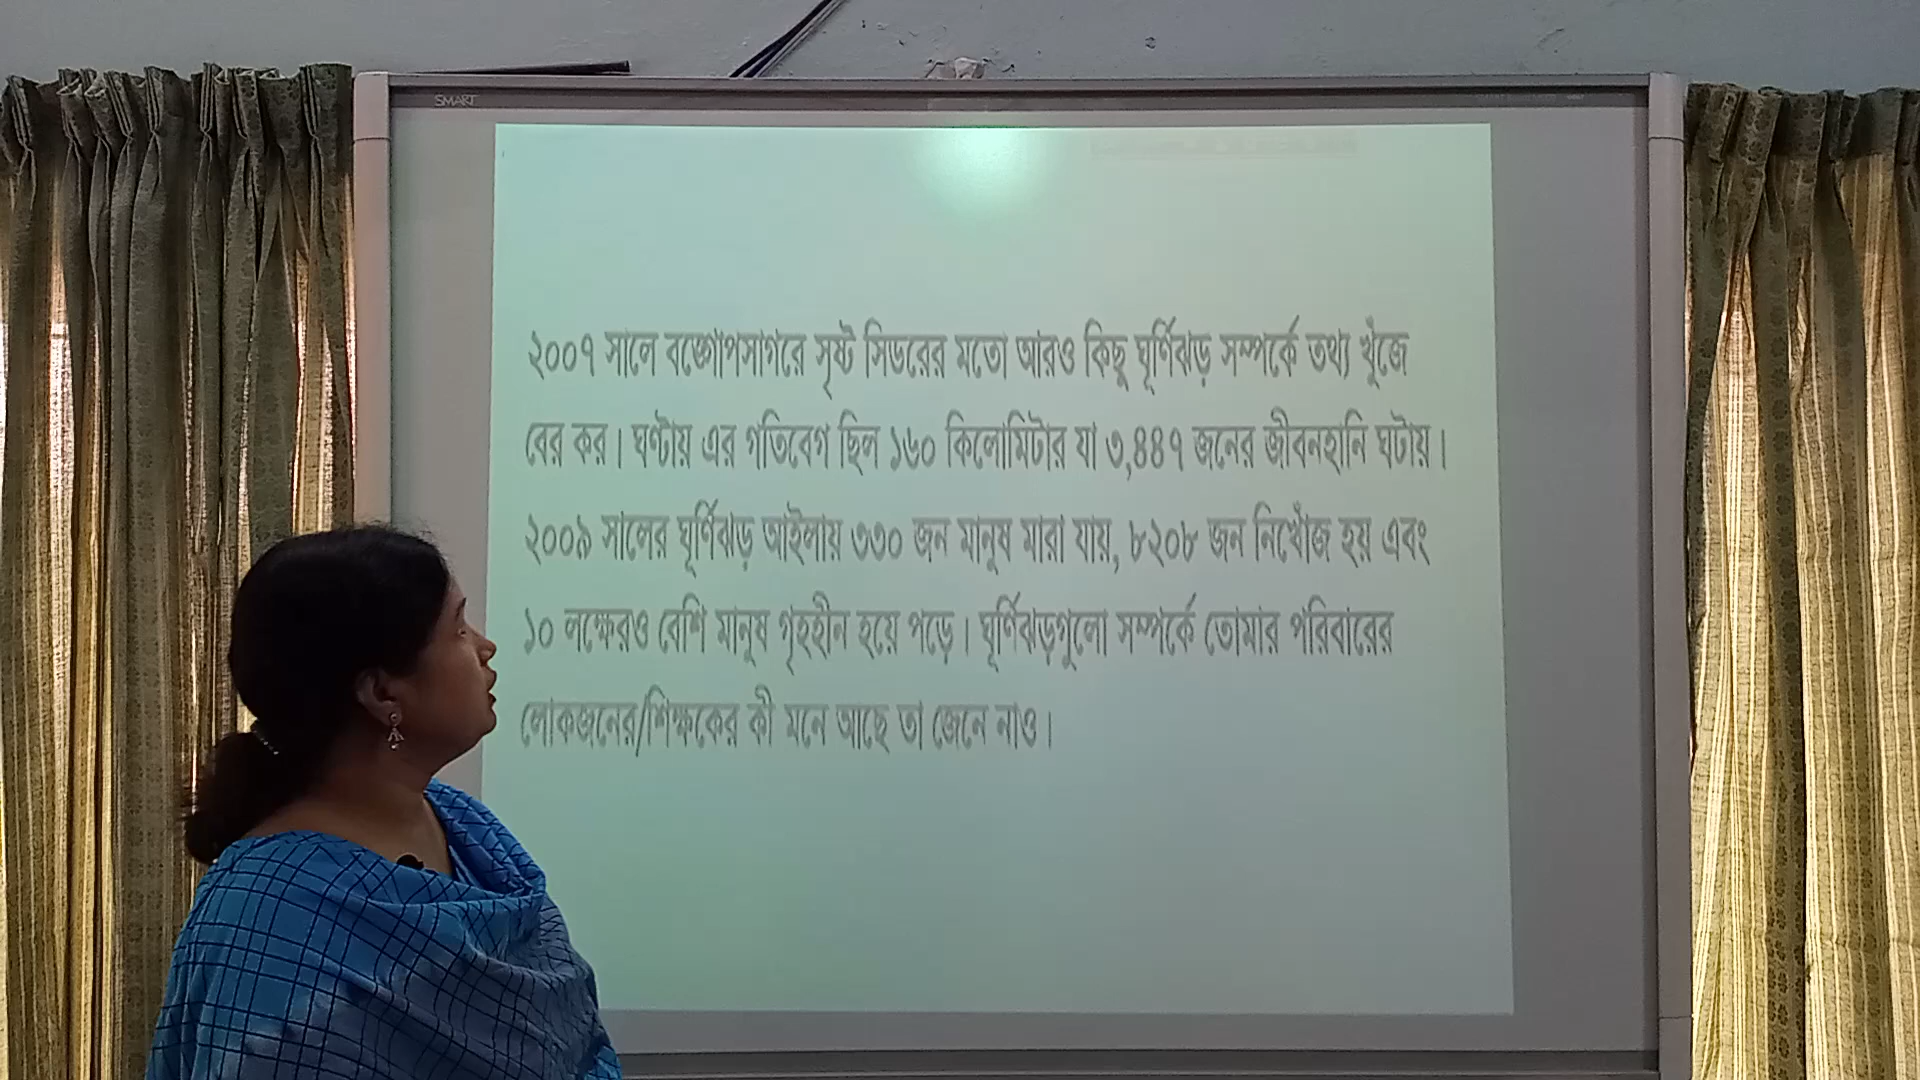 SMART
২০০৭ সালে বঙ্গোপসাগরে সৃষ্ট সিডরের মতো আরও কিছু ঘূর্ণিঝড় সম্পর্কে তথ্য খুঁজে
বের কর। ঘণ্টায় এর গতিবেগ ছিল ১৬০ কিলোমিটার যা ৩,৪৪৭ জনের জীবনহানি ঘটায়।
২০০৯ সালের ঘূর্ণিঝড় আইলায় ৩৩০ জন মানুষ মারা যায়, ৮২০৮ জন নিখোঁজ হয় এবং
১০ লক্ষেরও বেশি মানুষ গৃহহীন হয়ে পড়ে। ঘূর্ণিঝড়গুলো সম্পর্কে তোমার পরিবারের
লোকজনের/শিক্ষকের কী মনে আছে তা জেনে নাও।